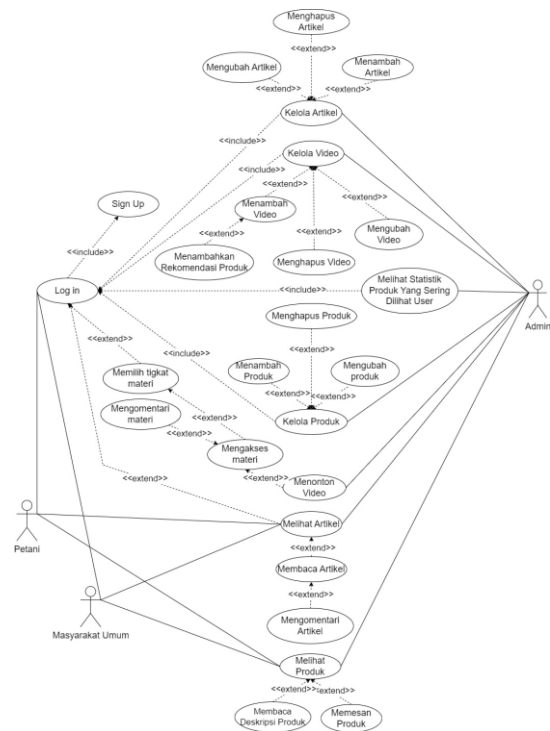 Menghapus
Artikel
<<extend>>
Mengubah Artikel
Menambah
Artikel
<<extend>>
<<extend>>
Kelola Artikel
<<include>>
Kelola Video
<<include>>
<<extend>>
<<extend>>
Sign Up
Menambah
Video
Mengubah
Video
<<extend>>
<<extend>>
<<include>>
Menambahkan
Rekomendasi Produk
Menghapus Video
Log in
Melihat Statistik
Produk Yang Sering
Dilihat User
<<include>>
Admin
Menghapus Produk
<<extend>>
<<include>>
<<extend>>
Memilih tigkat
materi
Menambah
Produk
Mengubah
produk
<<extend>>
<<extend>>
Mengomentari
materi
<<extend>>
Kelola Produk
<<extend>>
Mengakses
materi
<<extend>>
<<extend>>
Menonton
Video
Melihat Artikel
Petani
<<extend>>
Membaca Artikel
<<extend>>
Mengomentari
Artikel
Masyarakat Umum
Melihat
Produk
<<extend>>
<<extend>>
Membaca
Deskripsi Produk
Memesan
Produk